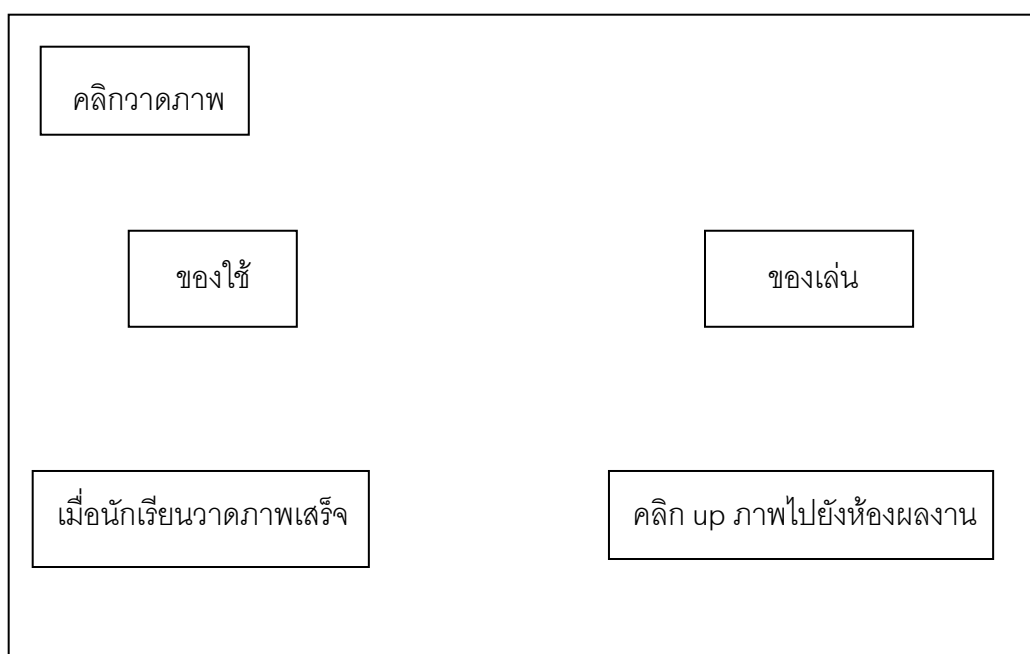 คลิกวาดภาพ
ของใช้
ของเล่น
เมื่อนักเรียนวาดภาพเสร็จ
คลิก up ภาพไปยังห้องผลงาน